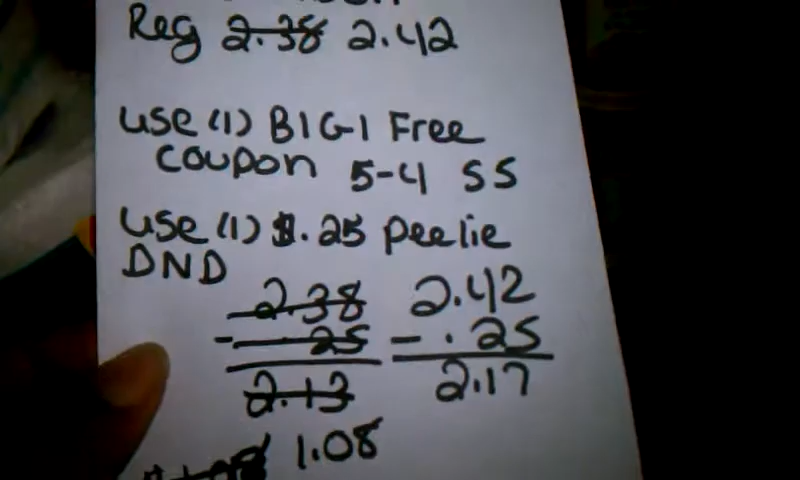 Reg 2.38 2.42
use (1) B1G1 Free
coupon 5-4 SS
use (1) $.25 peelie
DND
2.38 2.42
- .25 - .25
2.13 2.17
1.08